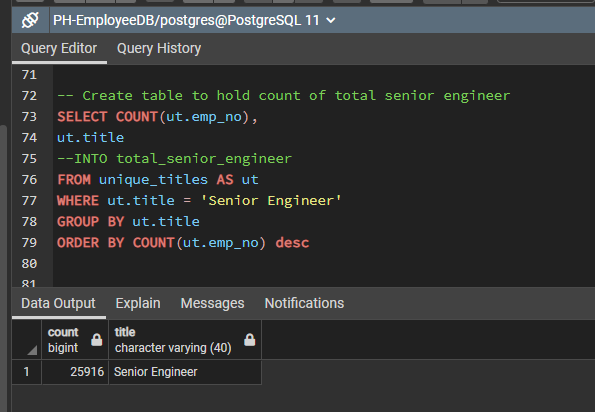 PH-EmployeeDB/postgres@PostgreSQL 11
Query Editor Query History
71
72 -- Create table to hold count of total senior engineer
73 SELECT COUNT(ut.emp_no),
74 ut.title
75 --INTO total_senior_engineer
76 FROM unique_titles AS ut
77 WHERE ut.title = 'Senior Engineer'
78 GROUP BY ut.title
79 ORDER BY COUNT(ut.emp_no) desc
80
81
Data Output Explain Messages Notifications
count title
bigint character varying (40)
1 25916 Senior Engineer